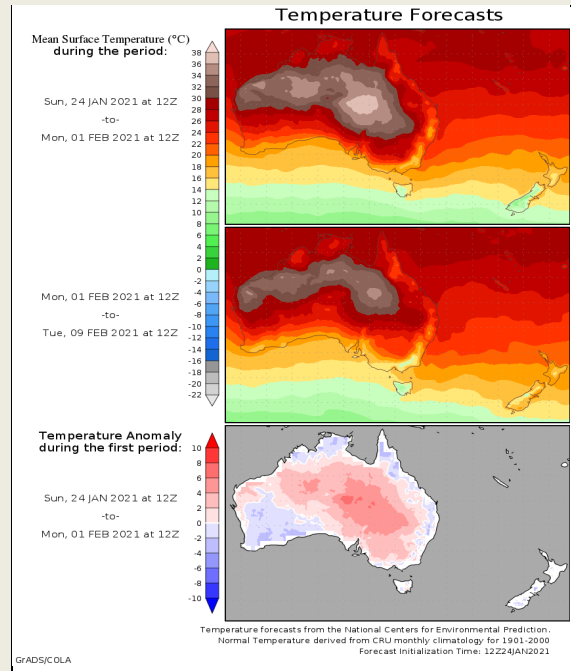 Temperature Forecasts
Mean Surface Temperature (°C)
during the period:
Sun, 24 JAN 2021 at 12Z
-to-
Mon, 01 FEB 2021 at 12Z
38
36
34
32
30
28
26
24
22
20
18
16
14
12
10
8
6
4
2
0
-2
-4
-6
-8
-10
-12
-14
-16
-18
-20
-22
Mon, 01 FEB 2021 at 12Z
-to-
Tue, 09 FEB 2021 at 12Z
Temperature Anomaly
during the first period:
Sun, 24 JAN 2021 at 12Z
-to-
Mon, 01 FEB 2021 at 12Z
10
8
6
4
2
0
-2
-4
-6
-8
-10
Temperature forecasts from the National Centers for Environmental Prediction.
Normal Temperature derived from CRU monthly climatology for 1901-2000
Forecast Initialization Time: 12Z24JAN2021
GrADS/COLA